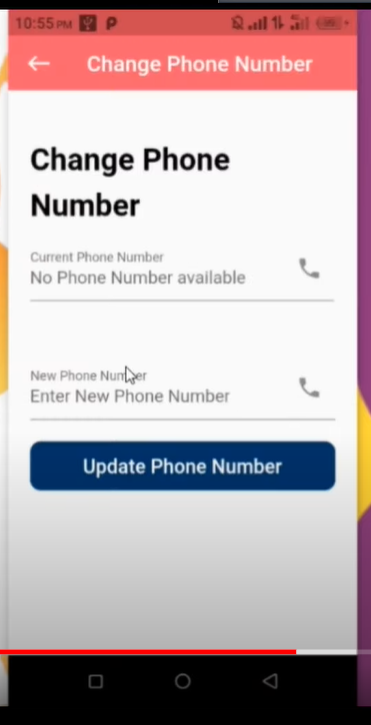 10:55 PM P
Change Phone Number
Change Phone
Number
Current Phone Number
No Phone Number available
New Phone Number
Enter New Phone Number
Update Phone Number